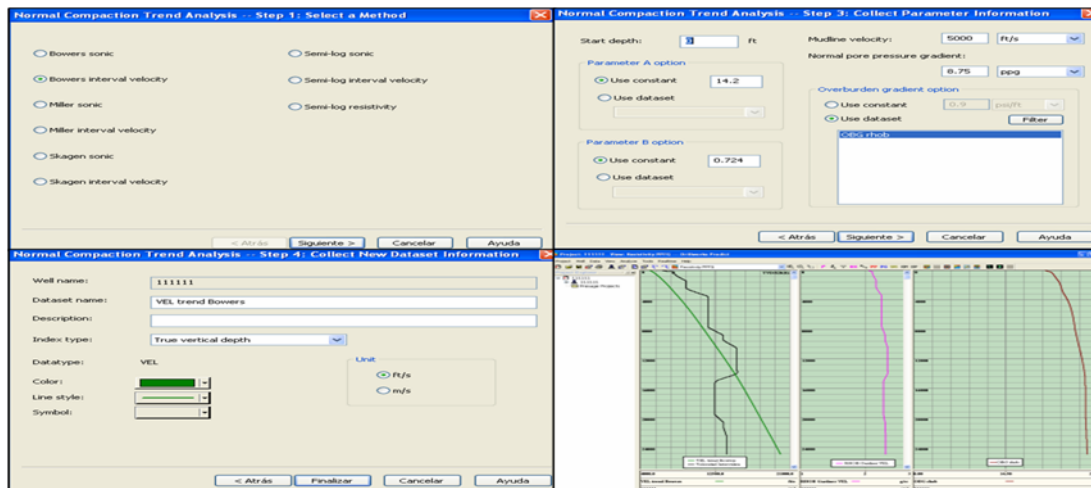 Normal Compaction Trend Analysis -- Step 1: Select a Method
Bowers sonic
Semi-log sonic
Bowers interval velocity
Semi-log interval velocity
Miller sonic
Semi-log resistivity
Miller interval velocity
Skagen sonic
Skagen interval velocity
< Atrás
Siguiente >
Cancelar
Ayuda
Normal Compaction Trend Analysis -- Step 3: Collect Parameter Information
Start depth: 0 ft
Mudline velocity: 5000 ft/s
Normal pore pressure gradient:
8.75 ppg
Parameter A option
Use constant 14.2
Use dataset
Parameter B option
Use constant 0.724
Use dataset
Overburden gradient option
Use constant 0.9 psi/ft
Use dataset Filter
OBG rhob
< Atrás
Siguiente >
Cancelar
Ayuda
Normal Compaction Trend Analysis -- Step 4: Collect New Dataset Information
Well name: 111111
Dataset name: VEL trend Bowers
Description:
Index type: True vertical depth
Datatype: VEL
Color:
Line style:
Symbol:
Unit
ft/s
m/s
< Atrás
Finalizar
Cancelar
Ayuda